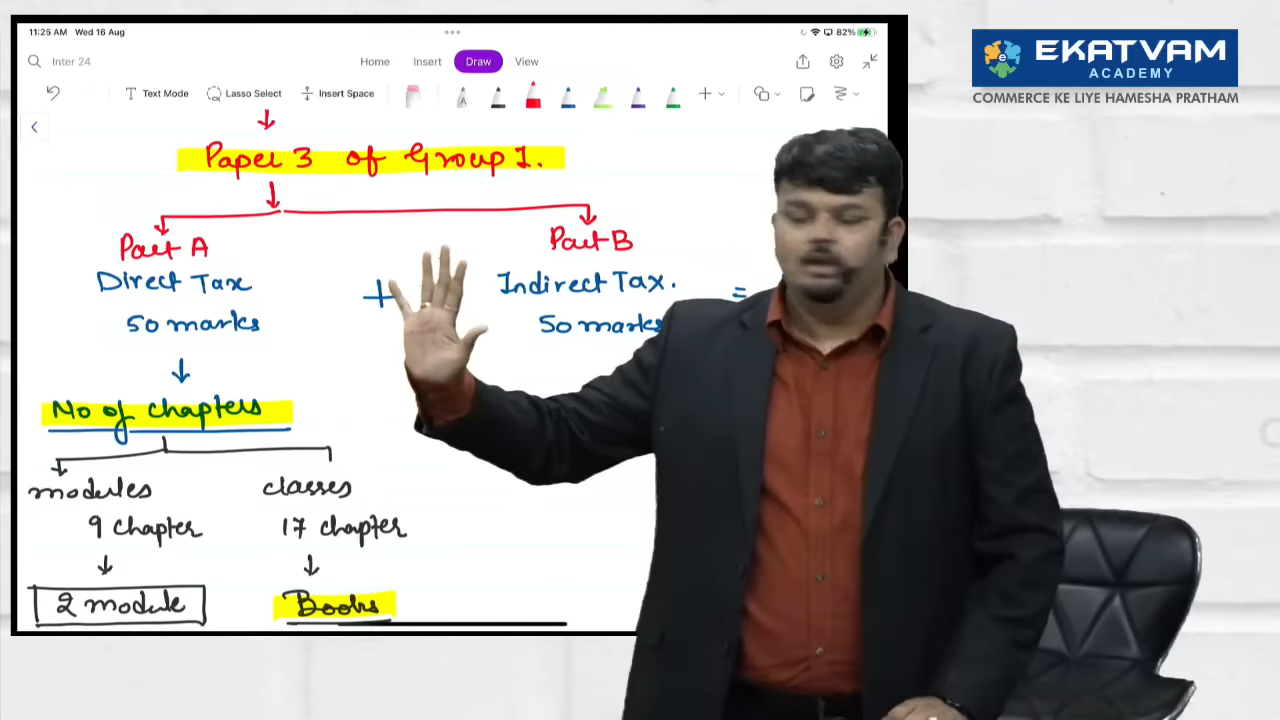 11:25 AM Wed 16 Aug
82%
Inter 24
Home Insert Draw View
Text Mode Lasso Select Insert Space
EKATVAM
ACADEMY
COMMERCE KE LIYE HAMESHA PRATHAM
Paper 3 of Group I.
Part A
Part B
Direct Tax + Indirect Tax. =
50 marks
50 marks
No of chapters
modules classes
9 chapter 17 chapter
2 module Books